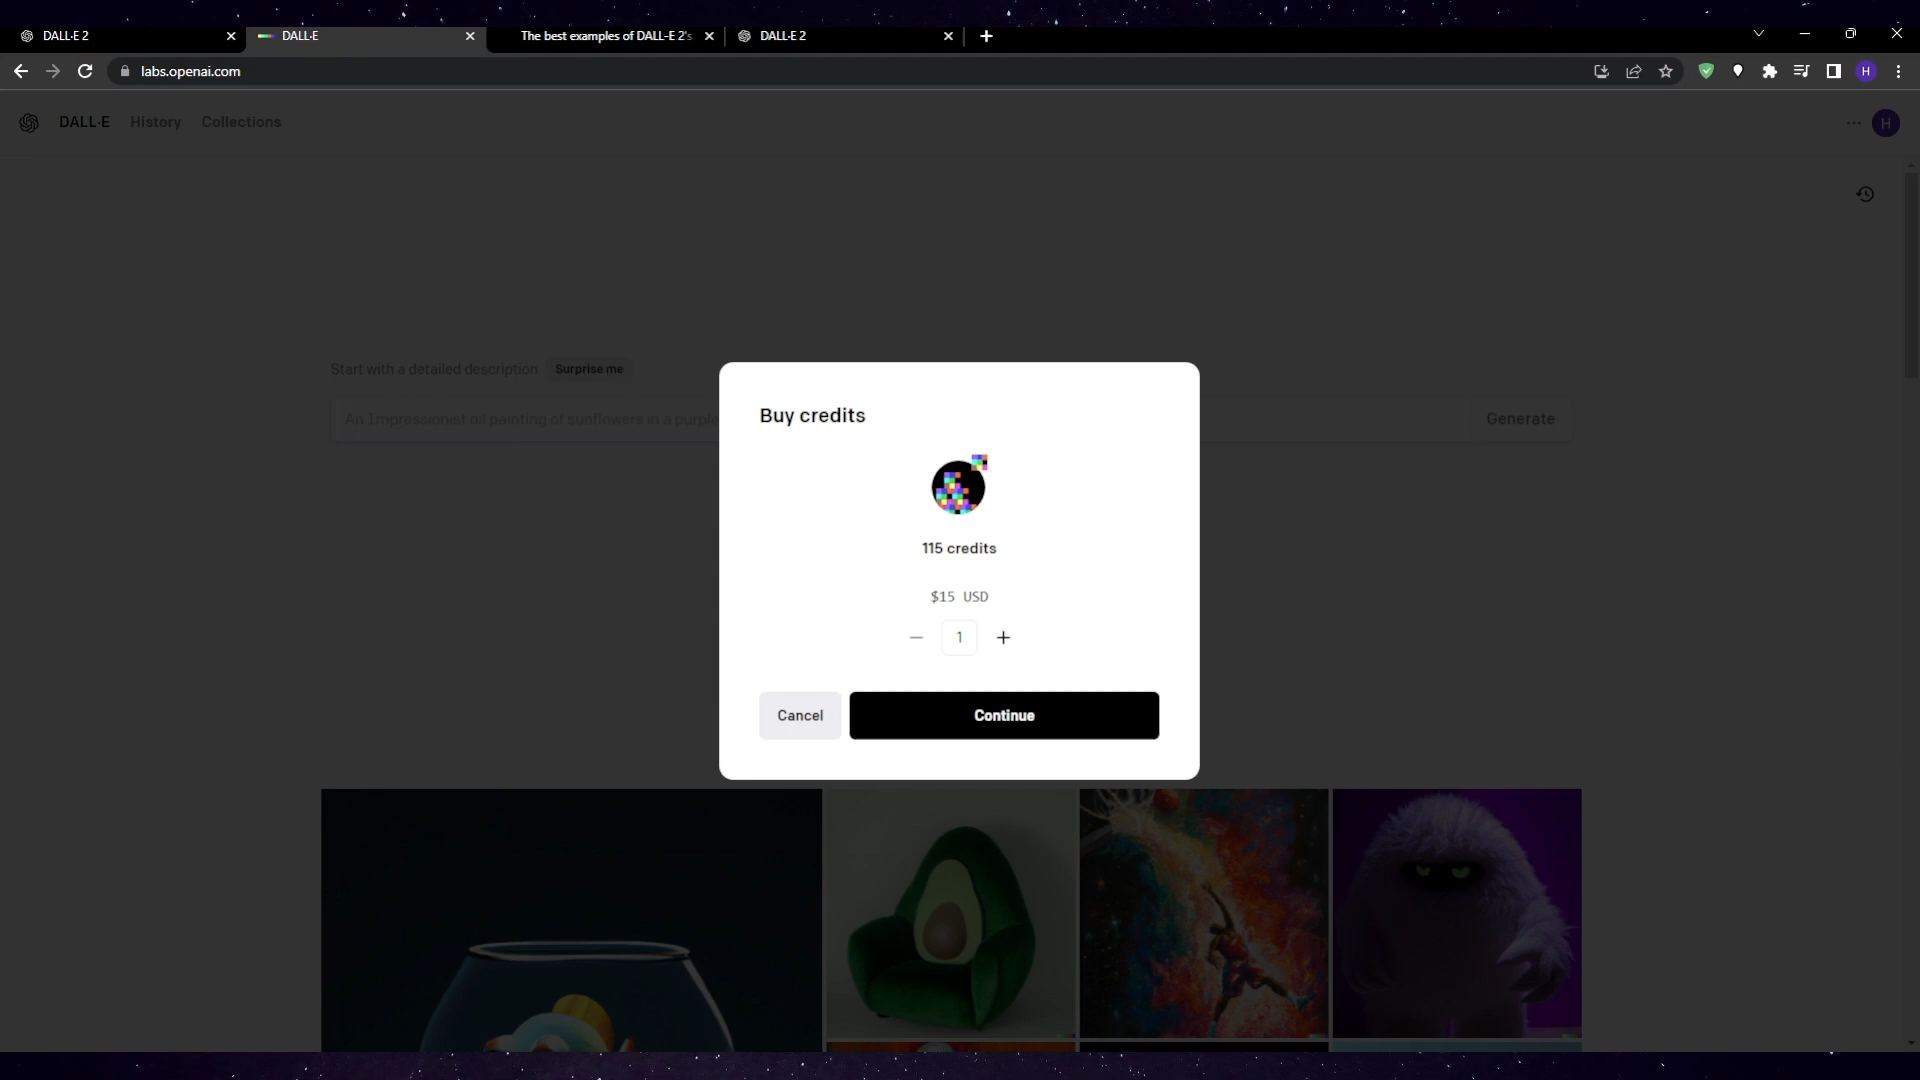 DALL·E 2
DALL·E
The best examples of DALL-E 2's
DALL·E 2
labs.openai.com
H
DALL·E
History
Collections
H
Start with a detailed description
Surprise me
An Impressionist oil painting of sunflowers in a purple
Generate
Buy credits
115 credits
$15 USD
1
Cancel
Continue